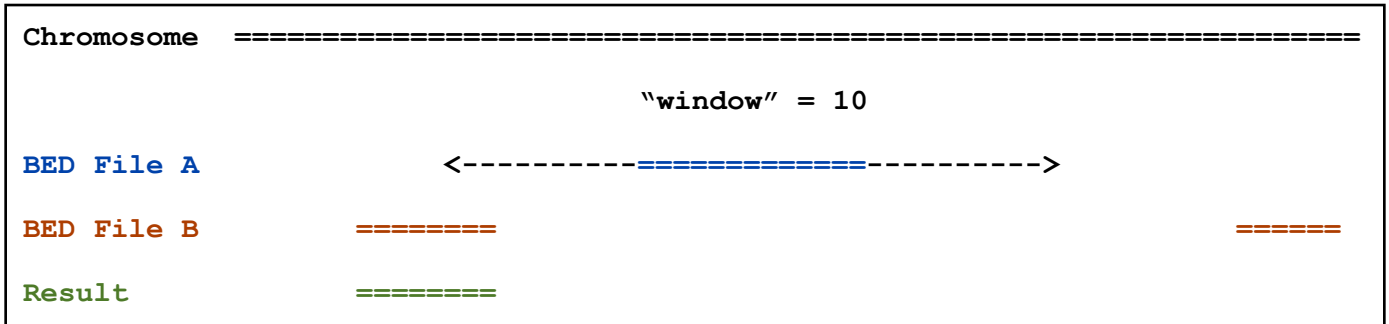 Chromosome  ================================================================
“window” = 10
BED File A              <----------=============---------->
BED File B         ========                                          ======
Result             ========